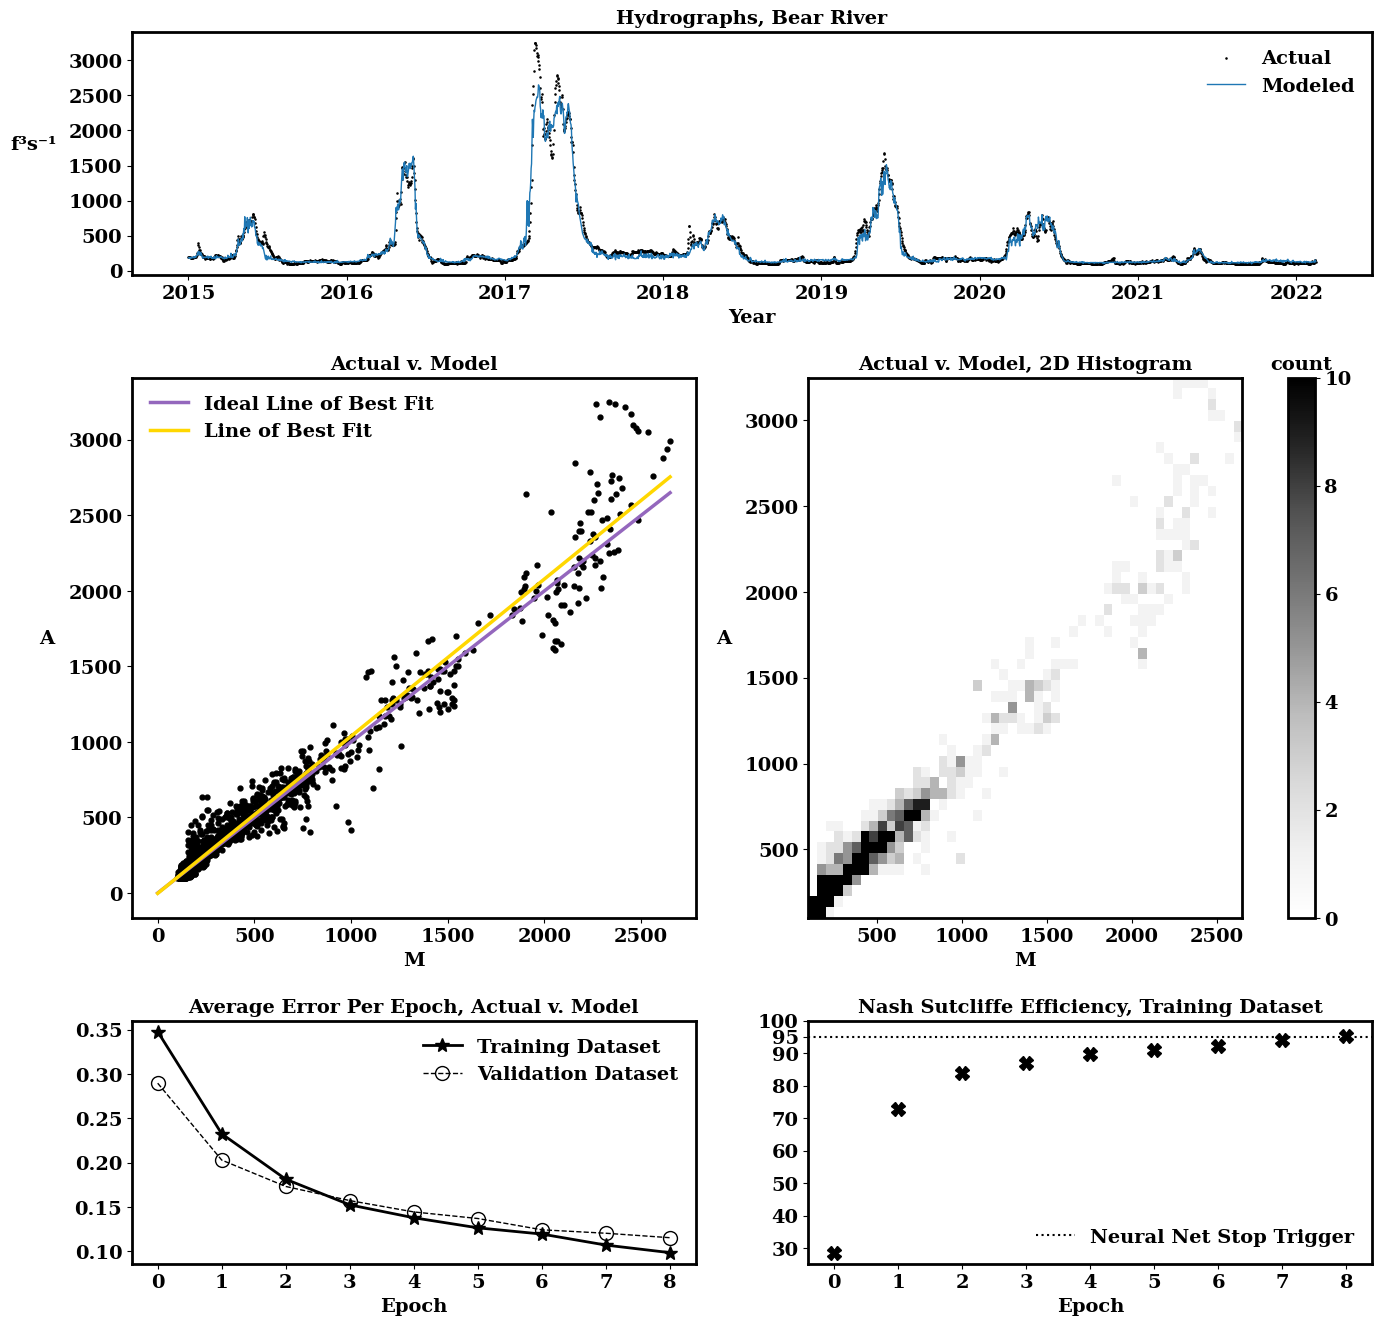 Hydrographs, Bear River
f³s⁻¹
3000
2500
2000
1500
1000
500
0
Actual
Modeled
2015 2016 2017 2018 2019 2020 2021 2022
Year
Actual v. Model
A
3000
2500
2000
1500
1000
500
0
Ideal Line of Best Fit
Line of Best Fit
0 500 1000 1500 2000 2500
M
Actual v. Model, 2D Histogram
A
3000
2500
2000
1500
1000
500
500 1000 1500 2000 2500
M
count
10
8
6
4
2
0
Average Error Per Epoch, Actual v. Model
0.35
0.30
0.25
0.20
0.15
0.10
Training Dataset
Validation Dataset
0 1 2 3 4 5 6 7 8
Epoch
Nash Sutcliffe Efficiency, Training Dataset
100
95
90
80
70
60
50
40
30
Neural Net Stop Trigger
0 1 2 3 4 5 6 7 8
Epoch